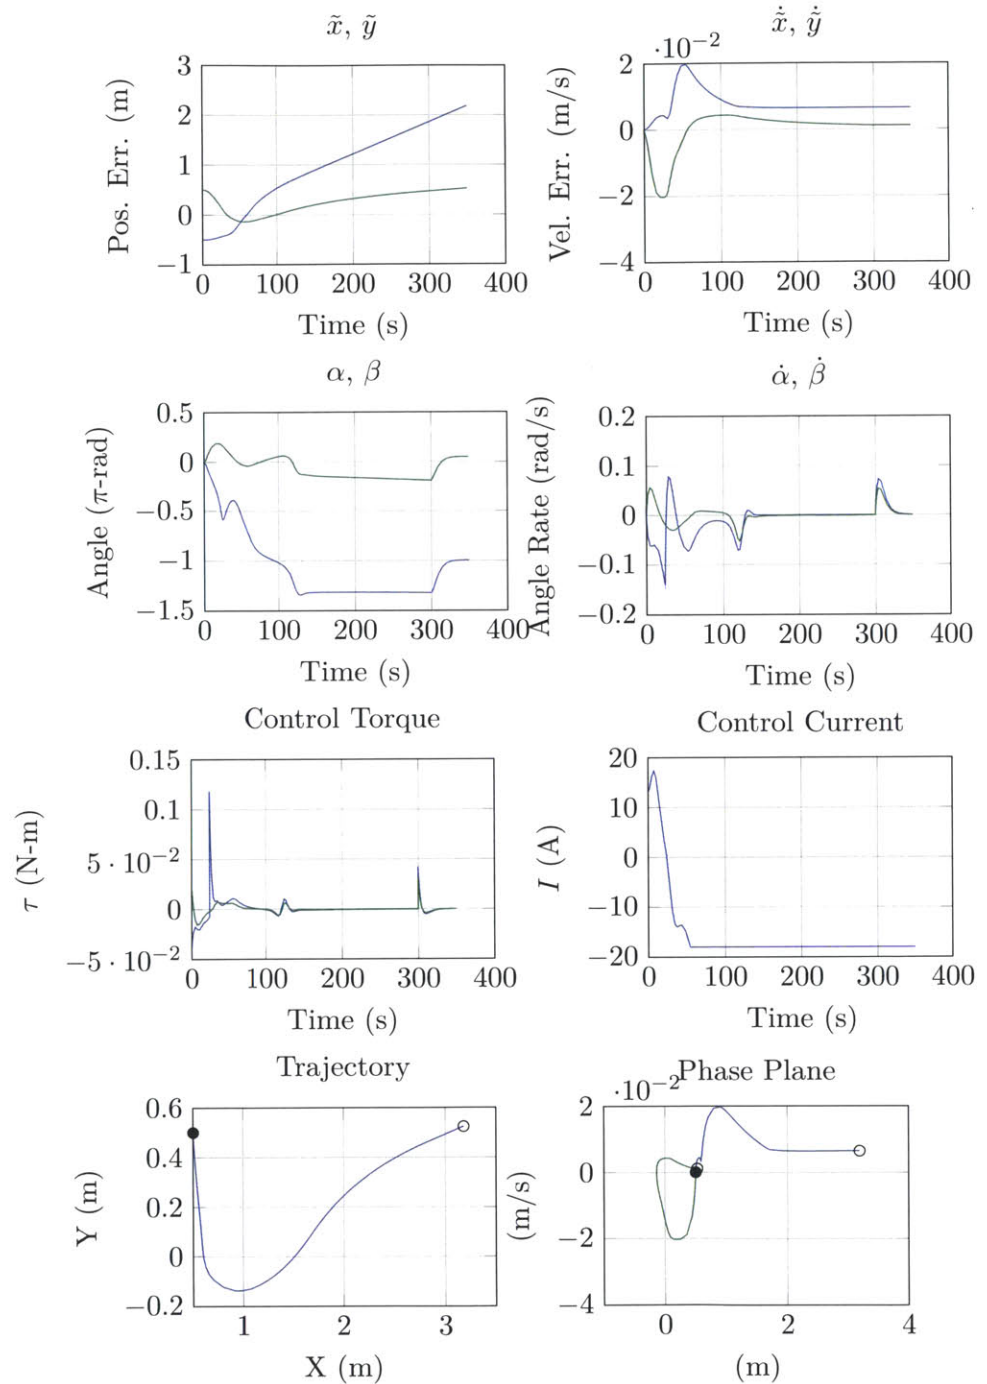 x̃, ỹ
Pos. Err. (m)
3
2
1
0
−1
0 100 200 300 400
Time (s)
x̃̇, ỹ̇
·10−2
Vel. Err. (m/s)
2
0
−2
−4
0 100 200 300 400
Time (s)
α, β
Angle (π-rad)
0.5
0
−0.5
−1
−1.5
0 100 200 300 400
Time (s)
α̇, β̇
Angle Rate (rad/s)
0.2
0.1
0
−0.1
−0.2
0 100 200 300 400
Time (s)
Control Torque
τ (N-m)
0.15
0.1
5 · 10−2
0
−5 · 10−2
0 100 200 300 400
Time (s)
Control Current
I (A)
20
10
0
−10
−20
0 100 200 300 400
Time (s)
Trajectory
Y (m)
0.6
0.4
0.2
0
−0.2
1 2 3
X (m)
Phase Plane
·10−2
(m/s)
2
0
−2
−4
0 2 4
(m)